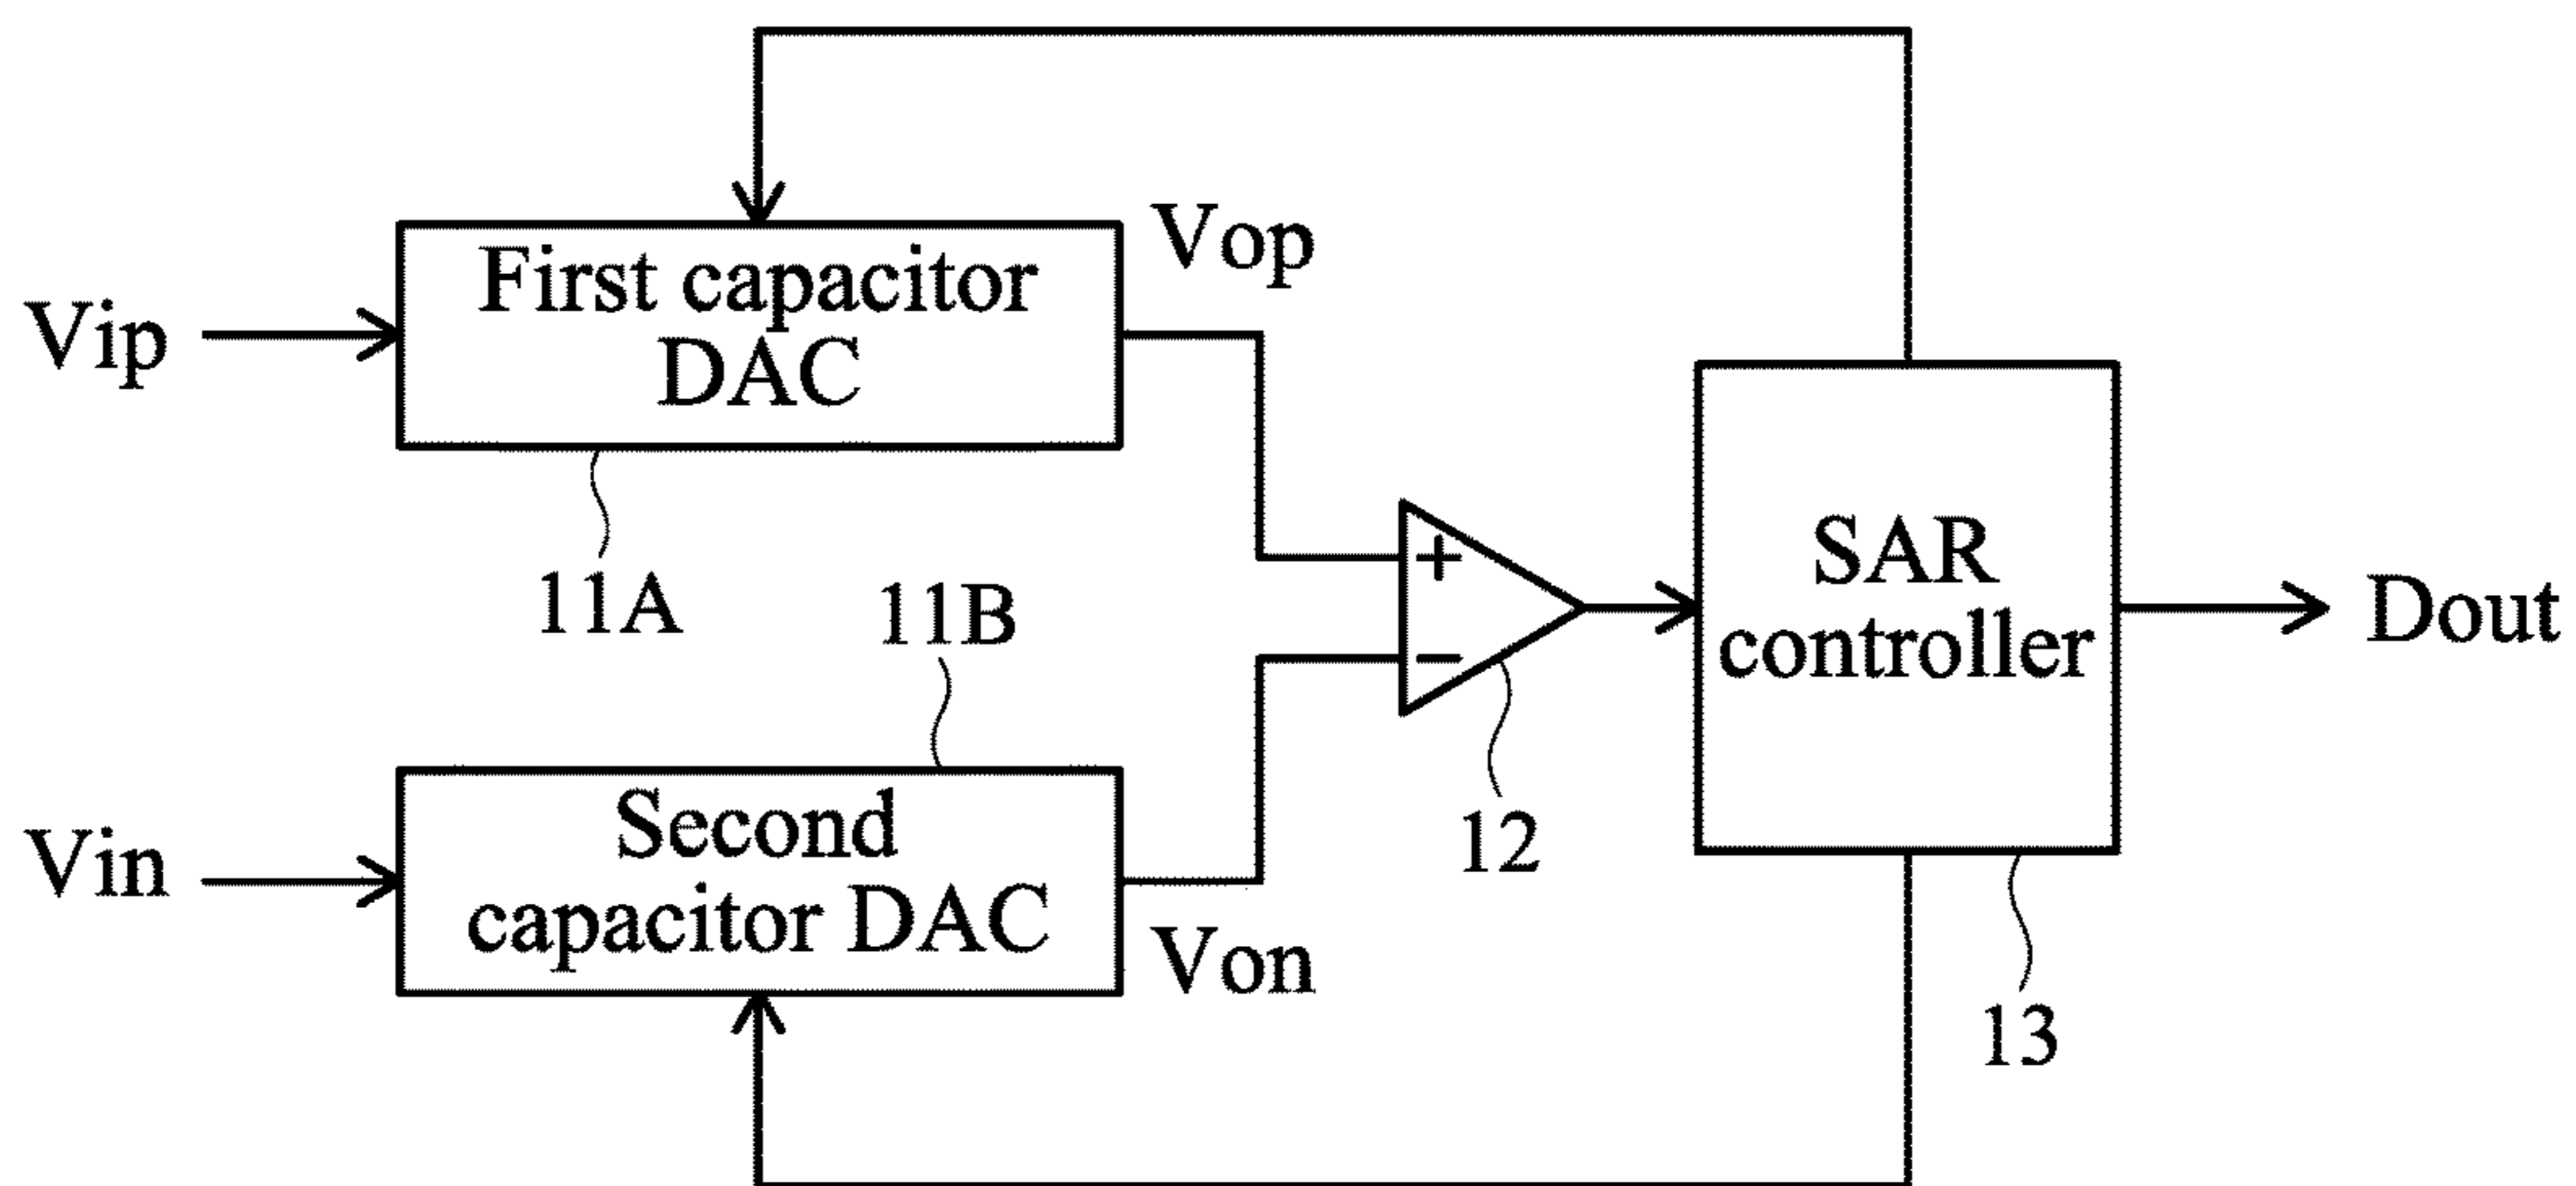 Vip
First capacitor
DAC
Vop
11A
11B
+
−
12
SAR
controller
Dout
Vin
Second
capacitor DAC
Von
13